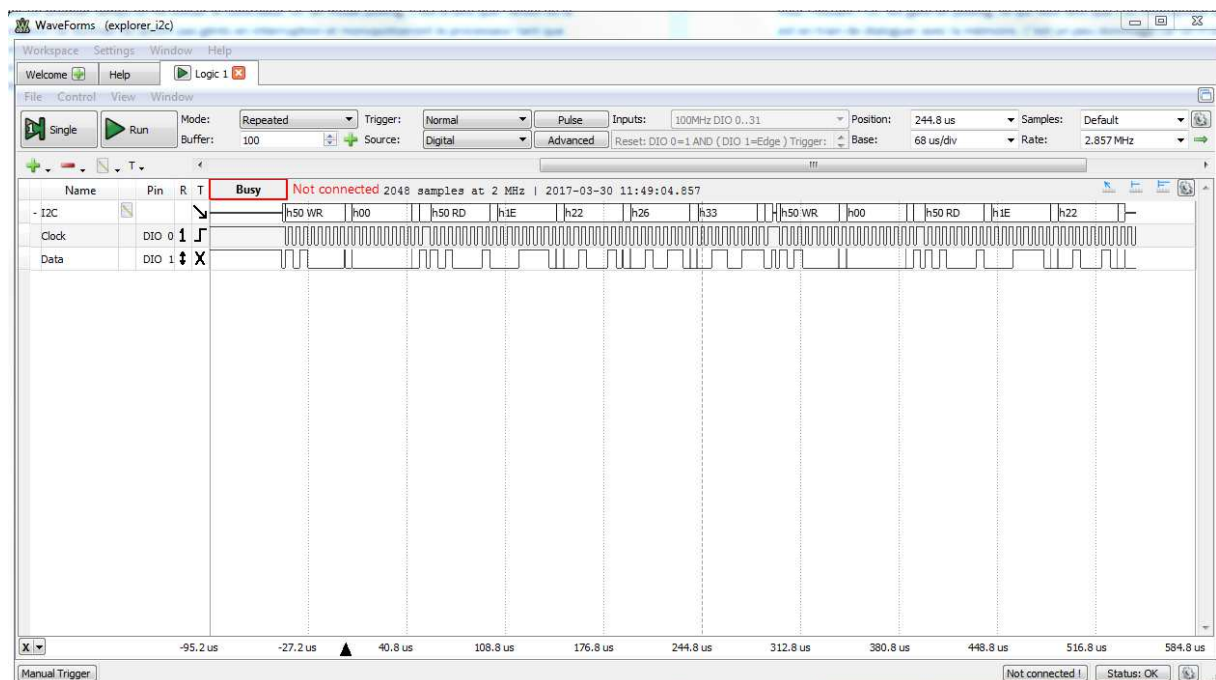 WaveForms (explorer_i2c)
Workspace Settings Window Help
Welcome Help Logic 1
File Control View Window
Single Run Mode: Repeated Trigger: Normal Pulse Inputs: 100MHz DIO 0..31 Position: 244.8 us Samples: Default
Buffer: 100 Source: Digital Advanced Reset: DIO 0=1 AND ( DIO 1=Edge ) Trigger: Base: 68 us/div Rate: 2.857 MHz
T
Name Pin R T Busy Not connected 2048 samples at 2 MHz | 2017-03-30 11:49:04.857
- I2C h50 WR h00 h50 RD h1E h22 h26 h33 h50 WR h00 h50 RD h1E h22
Clock DIO 0 1
Data DIO 1 X
X -95.2 us -27.2 us 40.8 us 108.8 us 176.8 us 244.8 us 312.8 us 380.8 us 448.8 us 516.8 us 584.8 us
Manual Trigger Not connected ! Status: OK